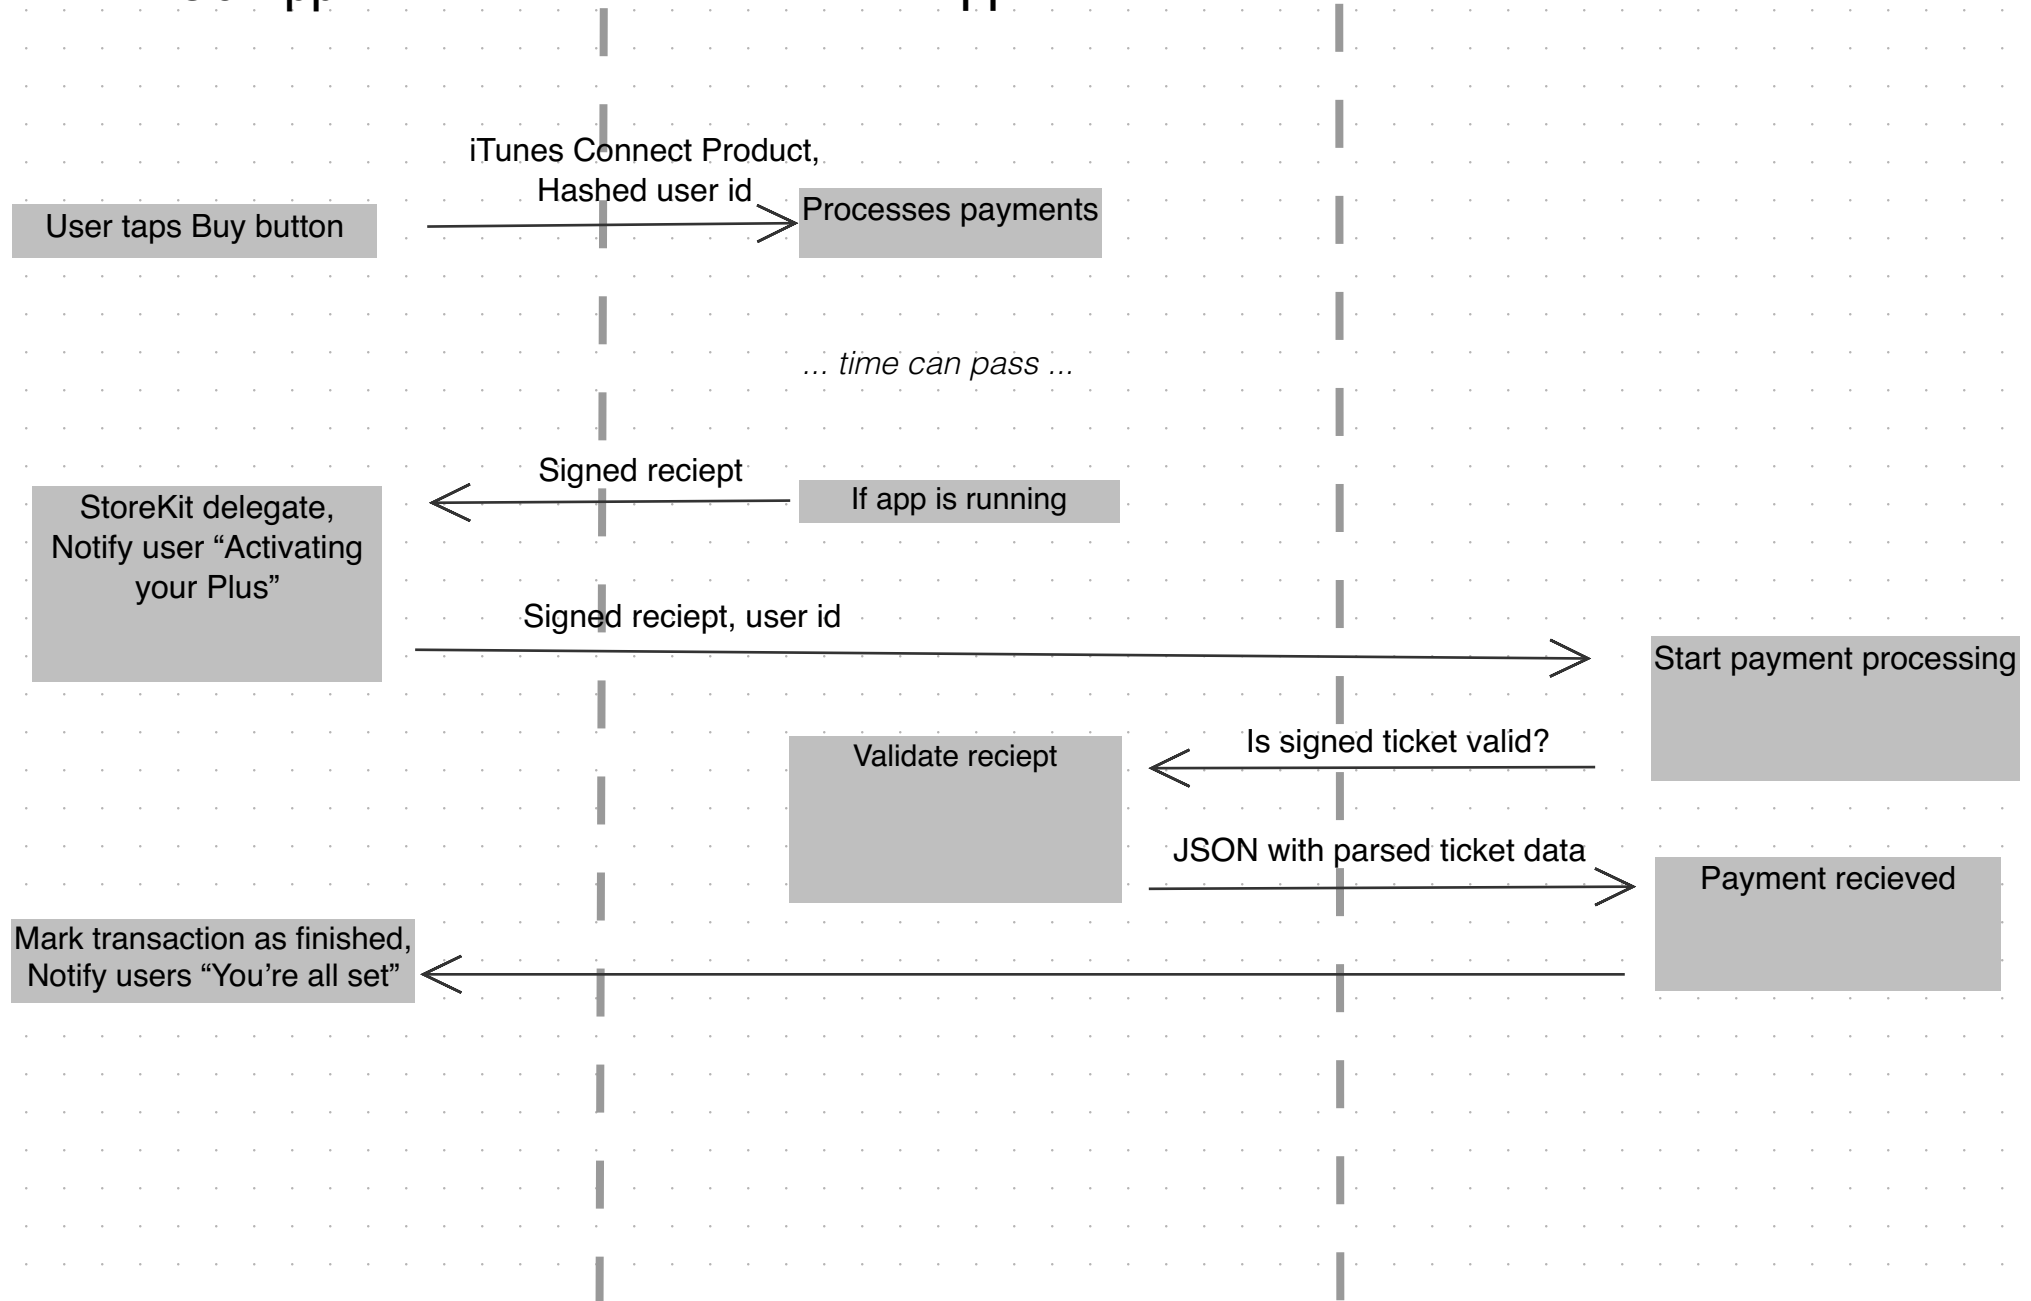 iTunes Connect Product,
Hashed user id
User taps Buy button
Processes payments
... time can pass ...
Signed reciept
If app is running
StoreKit delegate,
Notify user “Activating
your Plus”
Signed reciept, user id
Start payment processing
Is signed ticket valid?
Validate reciept
JSON with parsed ticket data
Payment recieved
Mark transaction as finished,
Notify users “You’re all set”